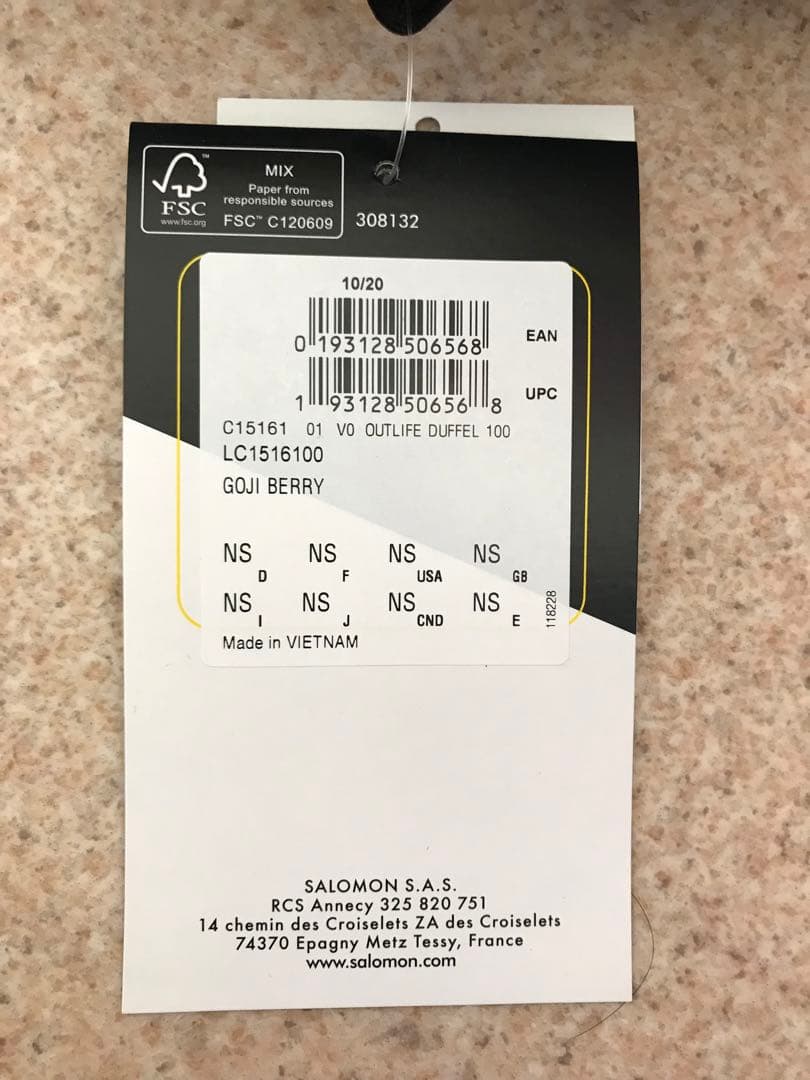 FSC™
www.fsc.org
MIX
Paper from
responsible sources
FSC™ C120609
308132
10/20
0 193128 506568
EAN
1 93128 50656 8
UPC
C15161 01 V0 OUTLIFE DUFFEL 100
LC1516100
GOJI BERRY
NS D NS F NS USA NS GB
NS I NS J NS CND NS E
118228
Made in VIETNAM
SALOMON S.A.S.
RCS Annecy 325 820 751
14 chemin des Croiselets ZA des Croiselets
74370 Epagny Metz Tessy, France
www.salomon.com